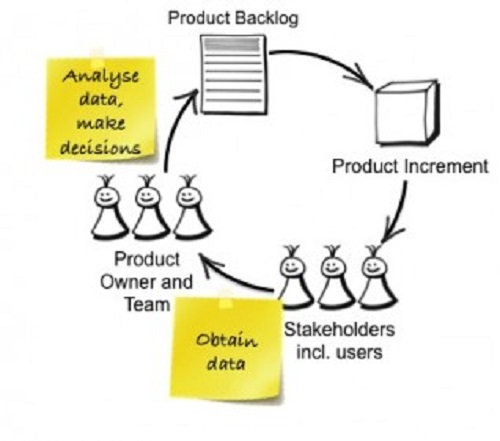 Product Backlog
Analyse
data,
make
decisions
Product Increment
Product
Owner and
Team
Stakeholders
incl. users
Obtain
data